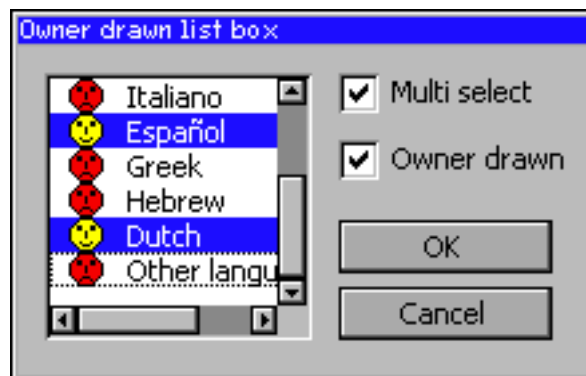 Owner drawn list box
Italiano
Español
Greek
Hebrew
Dutch
Other langu
Multi select
Owner drawn
OK
Cancel